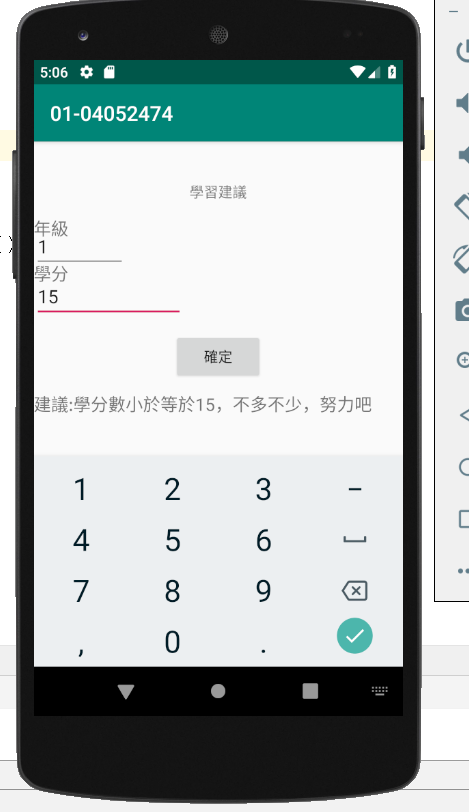 5:06
01-04052474
學習建議
年級
1
學分
15
確定
建議:學分數小於等於15，不多不少，努力吧
1 2 3 −
4 5 6
7 8 9
, 0 .